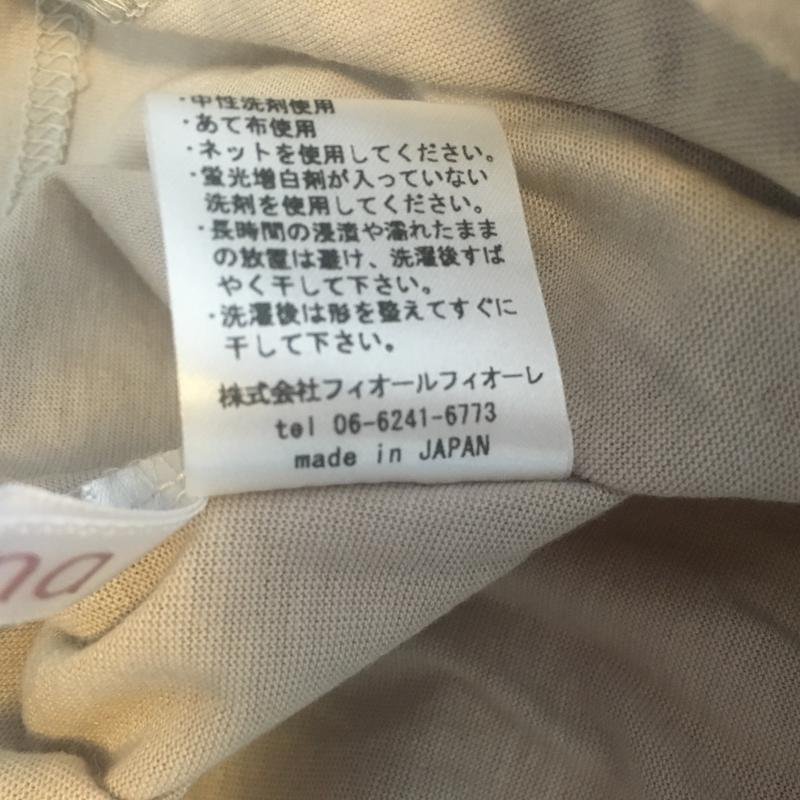 ・中性洗剤使用
・あて布使用
・ネットを使用してください。
・蛍光増白剤が入っていない
洗剤を使用してください。
・長時間の浸漬や濡れたまま
の放置は避け、洗濯後すば
やく干して下さい。
・洗濯後は形を整えてすぐに
干して下さい。
株式会社フィオールフィオーレ
tel 06-6241-6773
made in JAPAN
na